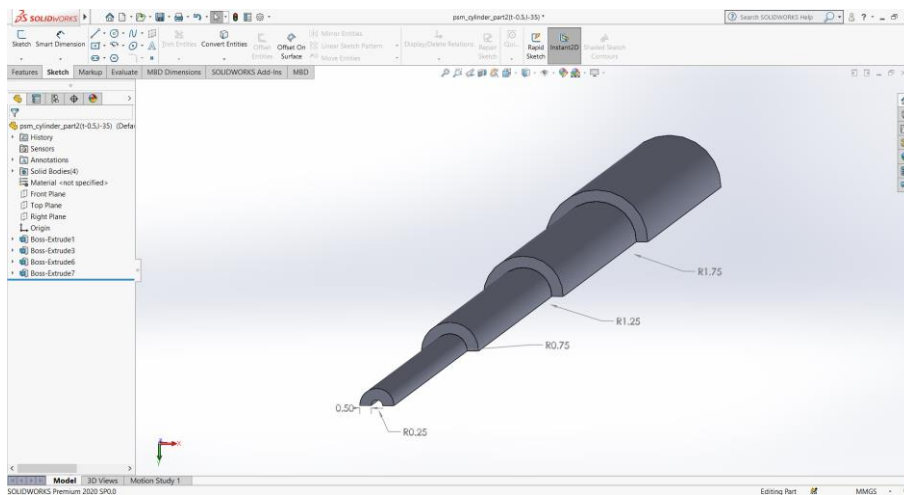 SOLIDWORKS
psm_cylinder_part2(t-0.5,l-35) *
Search SOLIDWORKS Help
Sketch Smart Dimension
Trim Entities Convert Entities
Offset Entities
Offset On Surface
Mirror Entities
Linear Sketch Pattern
Move Entities
Display/Delete Relations
Repair Sketch
Qui...
Rapid Sketch
Instant2D
Shaded Sketch Contours
Features Sketch Markup Evaluate MBD Dimensions SOLIDWORKS Add-Ins MBD
psm_cylinder_part2(t-0.5,l-35) (Defau
History
Sensors
Annotations
Solid Bodies(4)
Material <not specified>
Front Plane
Top Plane
Right Plane
Origin
Boss-Extrude1
Boss-Extrude3
Boss-Extrude6
Boss-Extrude7
R1.75
R1.25
R0.75
0.50
R0.25
Model 3D Views Motion Study 1
SOLIDWORKS Premium 2020 SP0.0
Editing Part MMGS